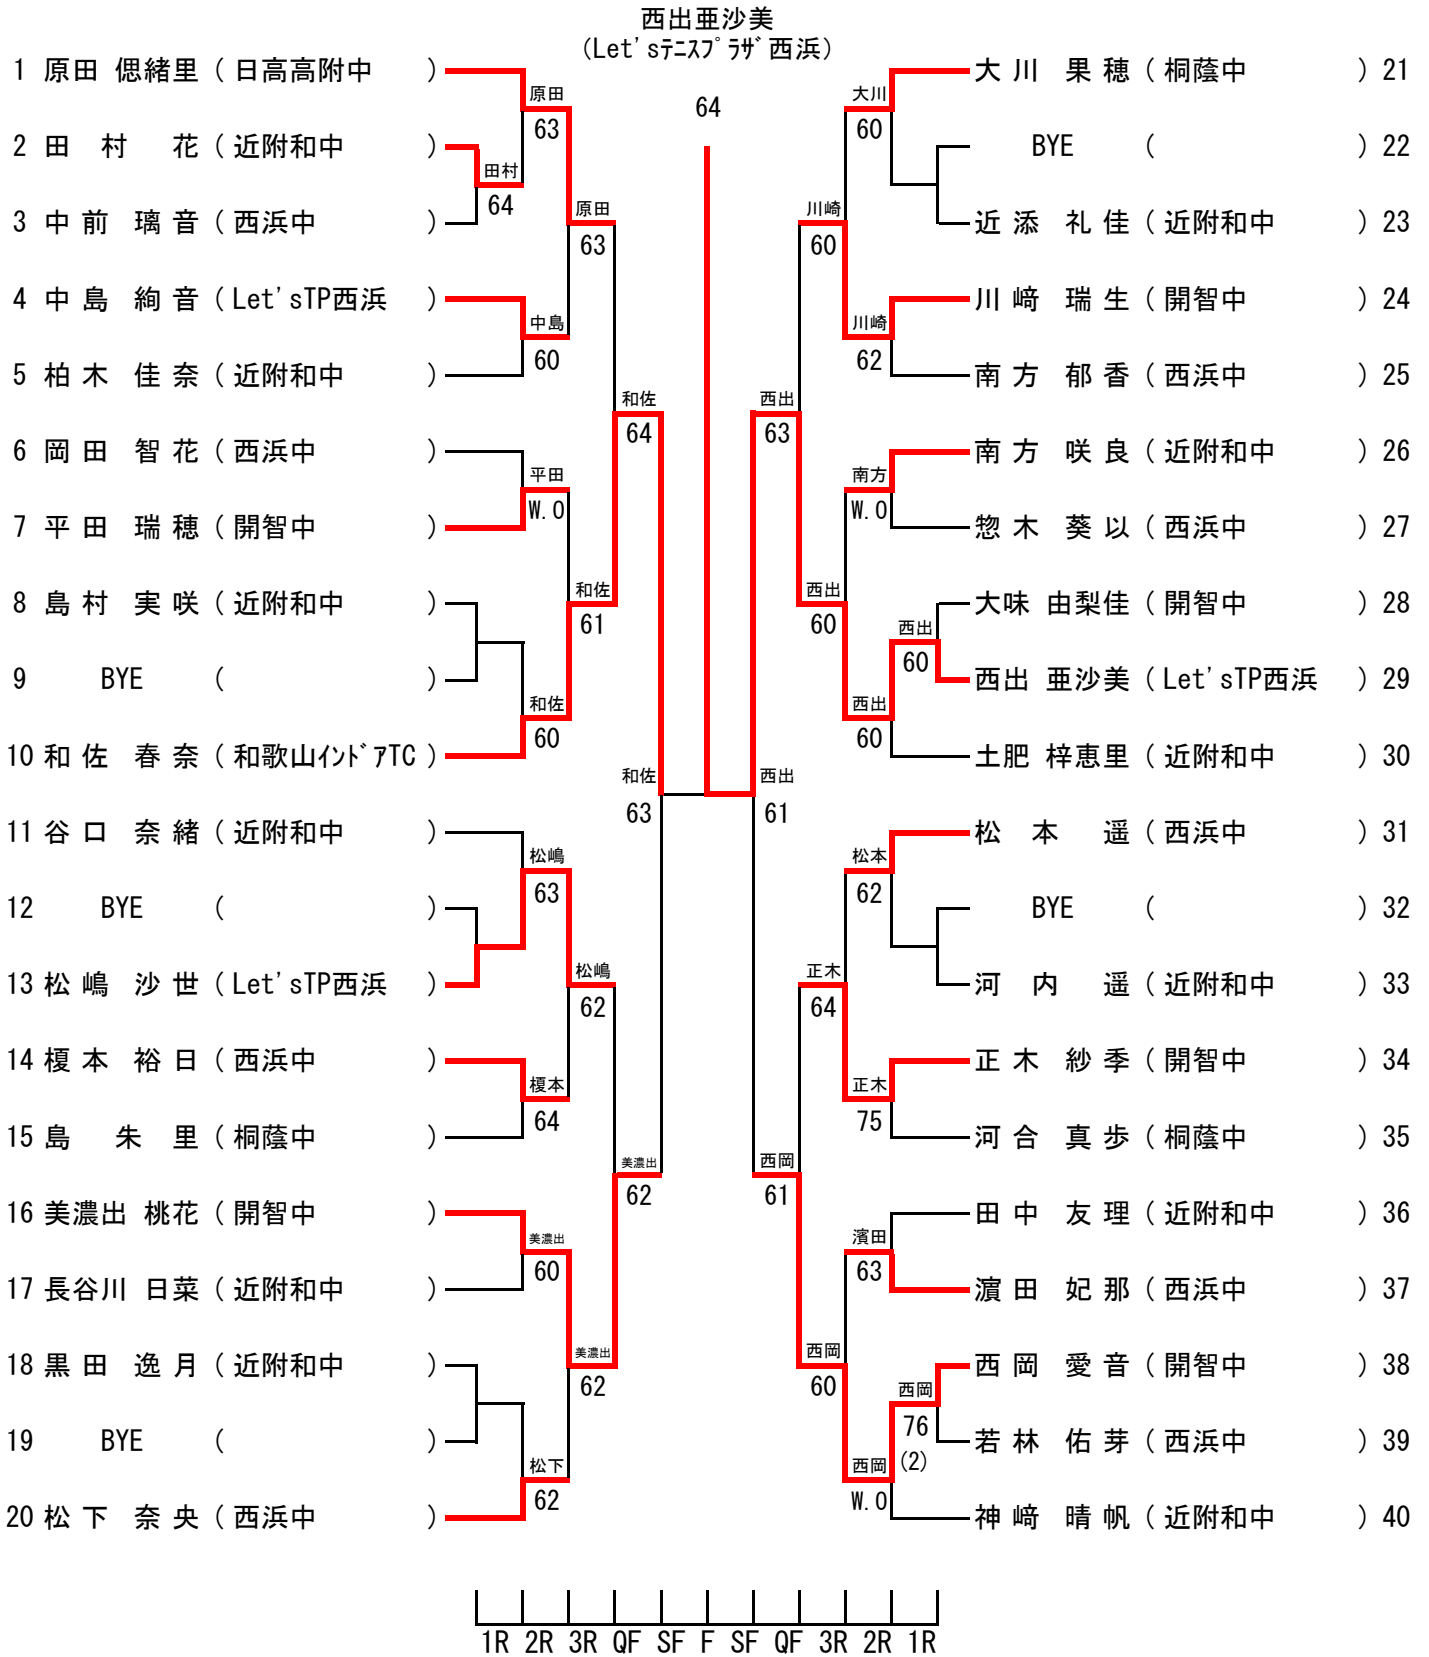 西出亜沙美
(Let'sﾃﾆｽﾌﾟﾗｻﾞ西浜)
64
1 原田 偲緒里 ( 日高高附中 )
2 田 村 花 ( 近附和中 )
3 中 前 璃 音 ( 西浜中 )
4 中 島 絢 音 ( Let'sTP西浜 )
5 柏 木 佳 奈 ( 近附和中 )
6 岡 田 智 花 ( 西浜中 )
7 平 田 瑞 穂 ( 開智中 )
8 島 村 実 咲 ( 近附和中 )
9 BYE ( )
10 和 佐 春 奈 ( 和歌山ｲﾝﾄﾞｱTC )
11 谷 口 奈 緒 ( 近附和中 )
12 BYE ( )
13 松 嶋 沙 世 ( Let'sTP西浜 )
14 榎 本 裕 日 ( 西浜中 )
15 島 朱 里 ( 桐蔭中 )
16 美濃出 桃花 ( 開智中 )
17 長谷川 日菜 ( 近附和中 )
18 黒 田 逸 月 ( 近附和中 )
19 BYE ( )
20 松 下 奈 央 ( 西浜中 )
田村
64
原田
63
中島
60
平田
W.O
和佐
60
松嶋
63
榎本
64
美濃出
60
松下
62
原田
63
和佐
61
松嶋
62
美濃出
62
和佐
64
美濃出
62
和佐
63
西出
61
西出
63
西岡
61
川崎
60
西出
60
正木
64
西岡
60
大川
60
川崎
62
南方
W.O
西出
60
松本
62
正木
75
濱田
63
西岡
W.O
西出
60
西岡
76
(2)
大 川 果 穂 ( 桐蔭中 ) 21
BYE ( ) 22
近 添 礼 佳 ( 近附和中 ) 23
川 﨑 瑞 生 ( 開智中 ) 24
南 方 郁 香 ( 西浜中 ) 25
南 方 咲 良 ( 近附和中 ) 26
惣 木 葵 以 ( 西浜中 ) 27
大味 由梨佳 ( 開智中 ) 28
西出 亜沙美 ( Let'sTP西浜 ) 29
土肥 梓恵里 ( 近附和中 ) 30
松 本 遥 ( 西浜中 ) 31
BYE ( ) 32
河 内 遥 ( 近附和中 ) 33
正 木 紗 季 ( 開智中 ) 34
河 合 真 歩 ( 桐蔭中 ) 35
田 中 友 理 ( 近附和中 ) 36
濵 田 妃 那 ( 西浜中 ) 37
西 岡 愛 音 ( 開智中 ) 38
若 林 佑 芽 ( 西浜中 ) 39
神 﨑 晴 帆 ( 近附和中 ) 40
1R 2R 3R QF SF F SF QF 3R 2R 1R